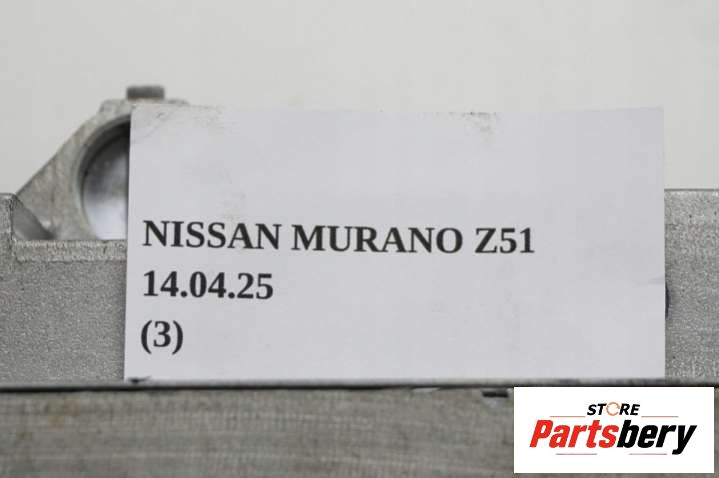 NISSAN MURANO Z51
14.04.25
(3)
STORE
Partsbery